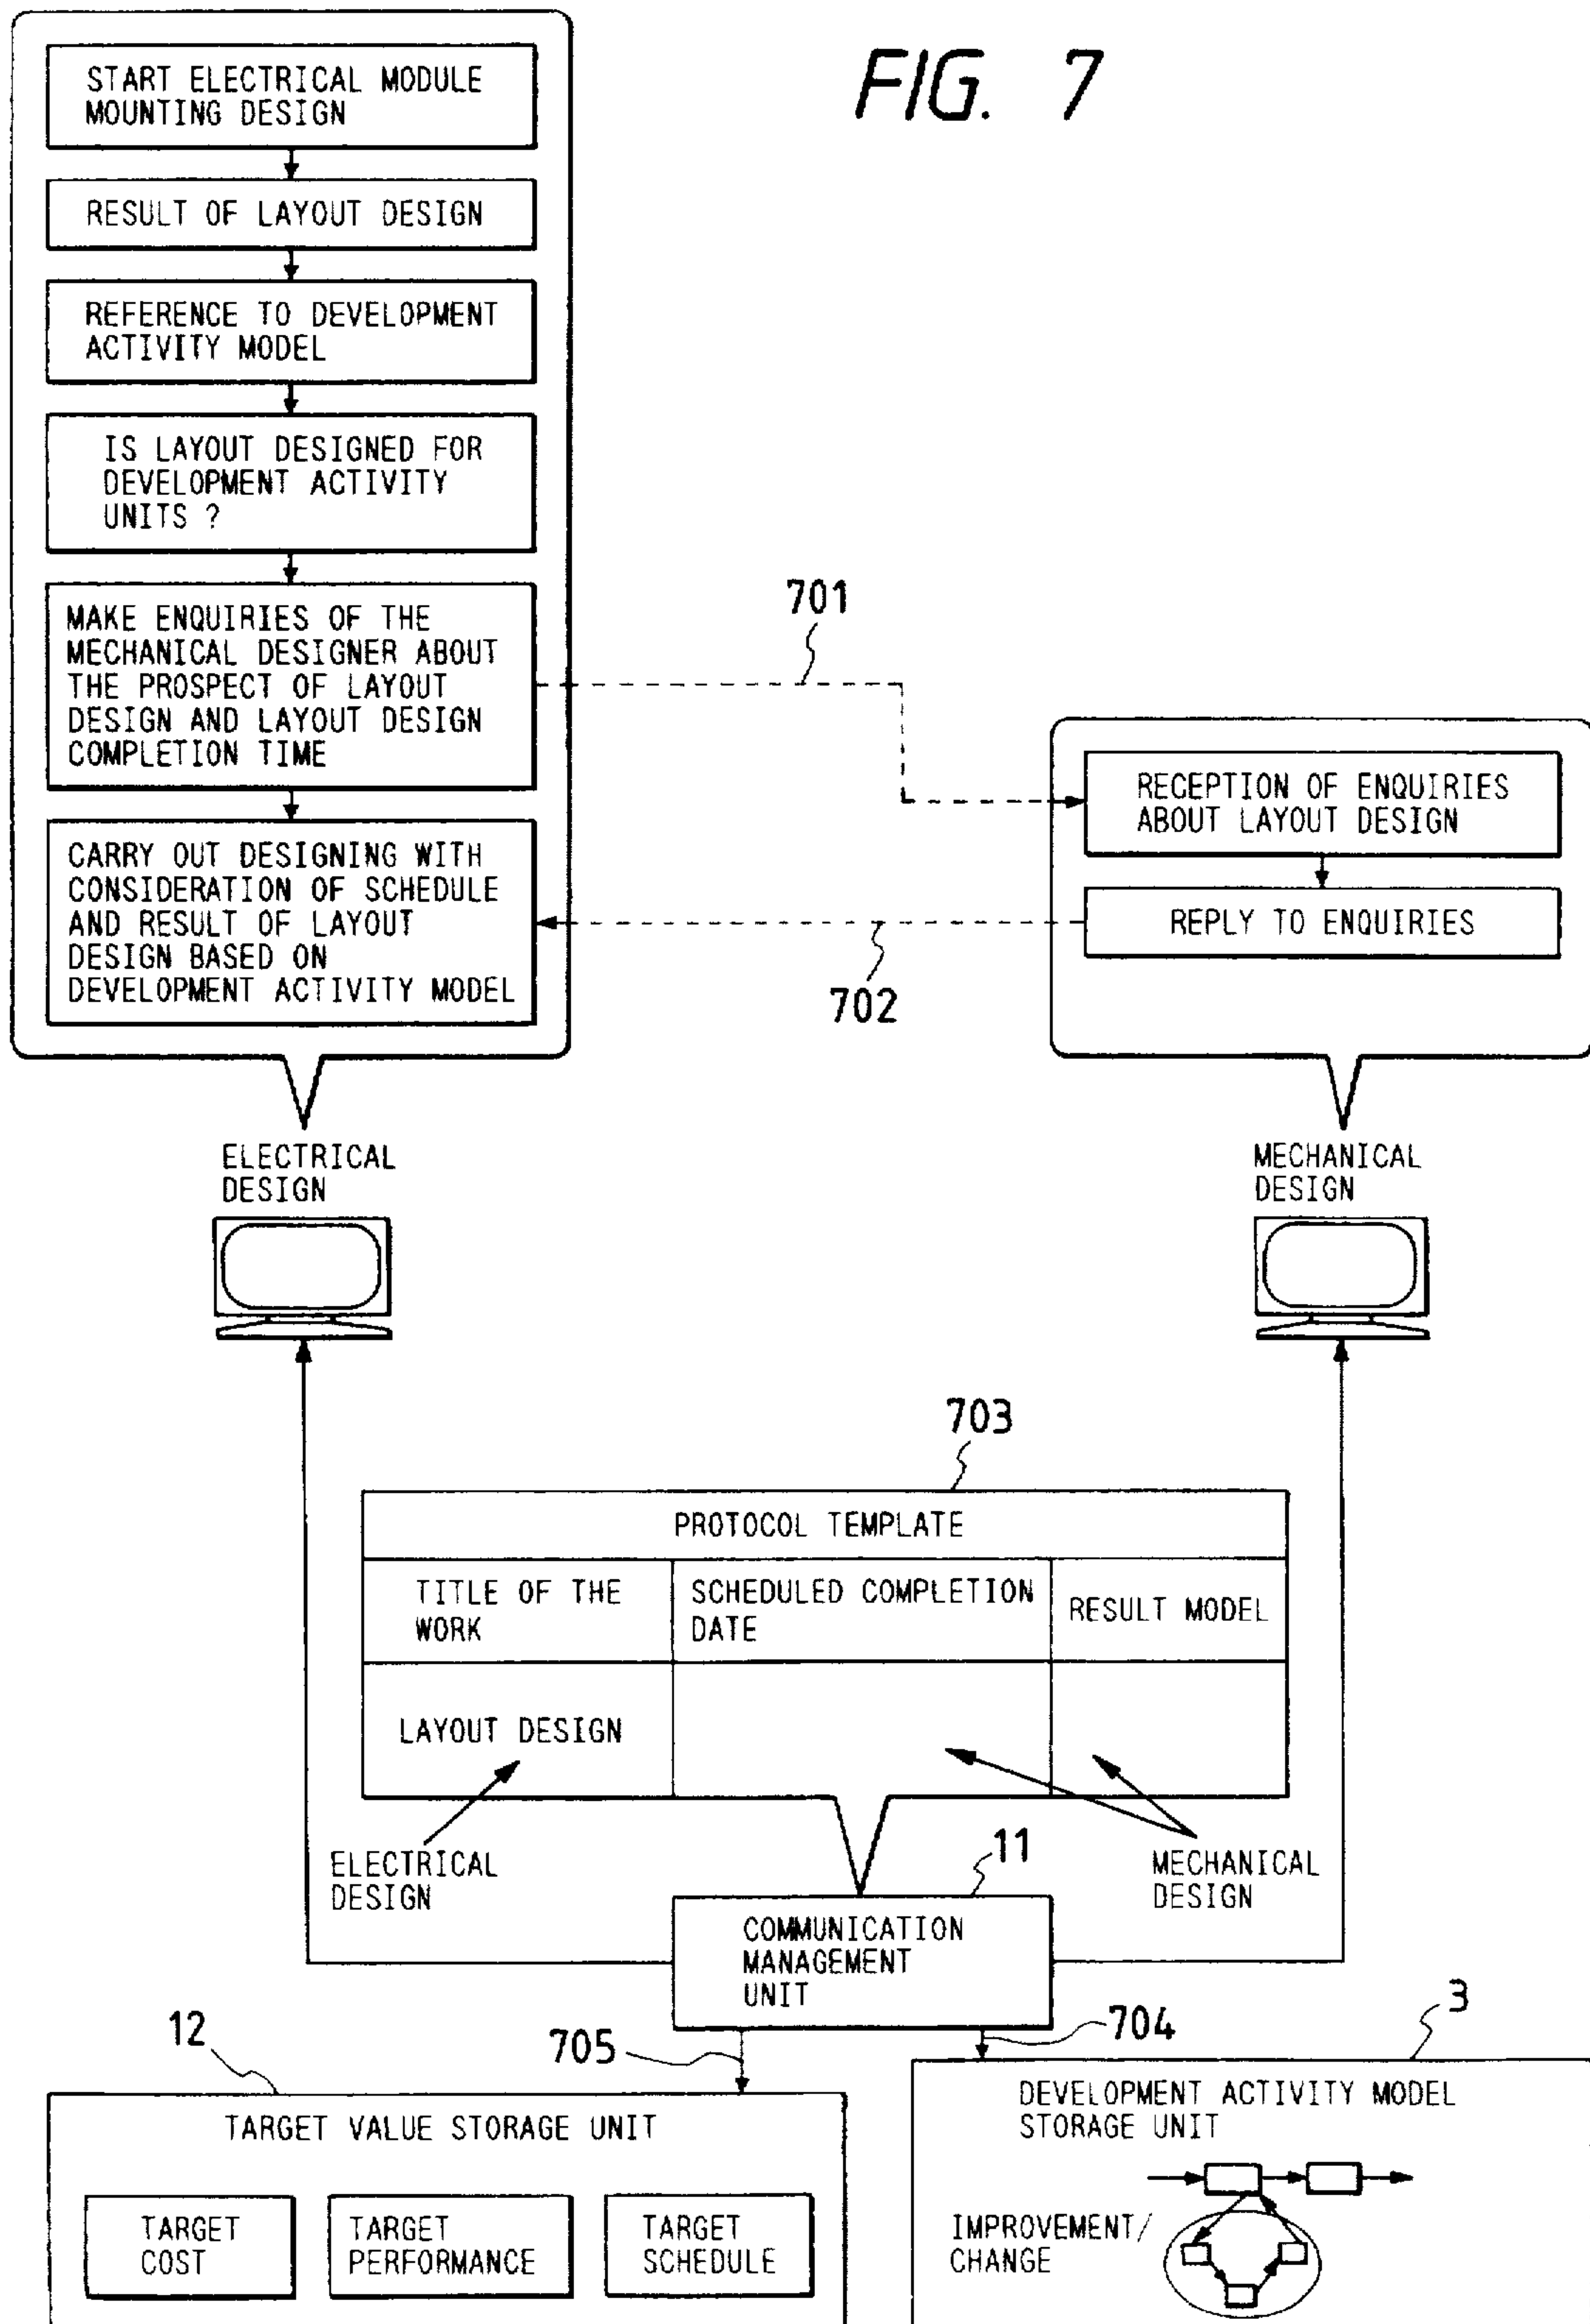 FIG. 7
START ELECTRICAL MODULE
MOUNTING DESIGN
RESULT OF LAYOUT DESIGN
REFERENCE TO DEVELOPMENT
ACTIVITY MODEL
IS LAYOUT DESIGNED FOR
DEVELOPMENT ACTIVITY
UNITS ?
MAKE ENQUIRIES OF THE
MECHANICAL DESIGNER ABOUT
THE PROSPECT OF LAYOUT
DESIGN AND LAYOUT DESIGN
COMPLETION TIME
CARRY OUT DESIGNING WITH
CONSIDERATION OF SCHEDULE
AND RESULT OF LAYOUT
DESIGN BASED ON
DEVELOPMENT ACTIVITY MODEL
701
RECEPTION OF ENQUIRIES
ABOUT LAYOUT DESIGN
REPLY TO ENQUIRIES
702
ELECTRICAL
DESIGN
MECHANICAL
DESIGN
703
PROTOCOL TEMPLATE
TITLE OF THE
WORK
SCHEDULED COMPLETION
DATE
RESULT MODEL
LAYOUT DESIGN
ELECTRICAL
DESIGN
MECHANICAL
DESIGN
11
COMMUNICATION
MANAGEMENT
UNIT
12
705
704
3
TARGET VALUE STORAGE UNIT
TARGET
COST
TARGET
PERFORMANCE
TARGET
SCHEDULE
DEVELOPMENT ACTIVITY MODEL
STORAGE UNIT
IMPROVEMENT/
CHANGE